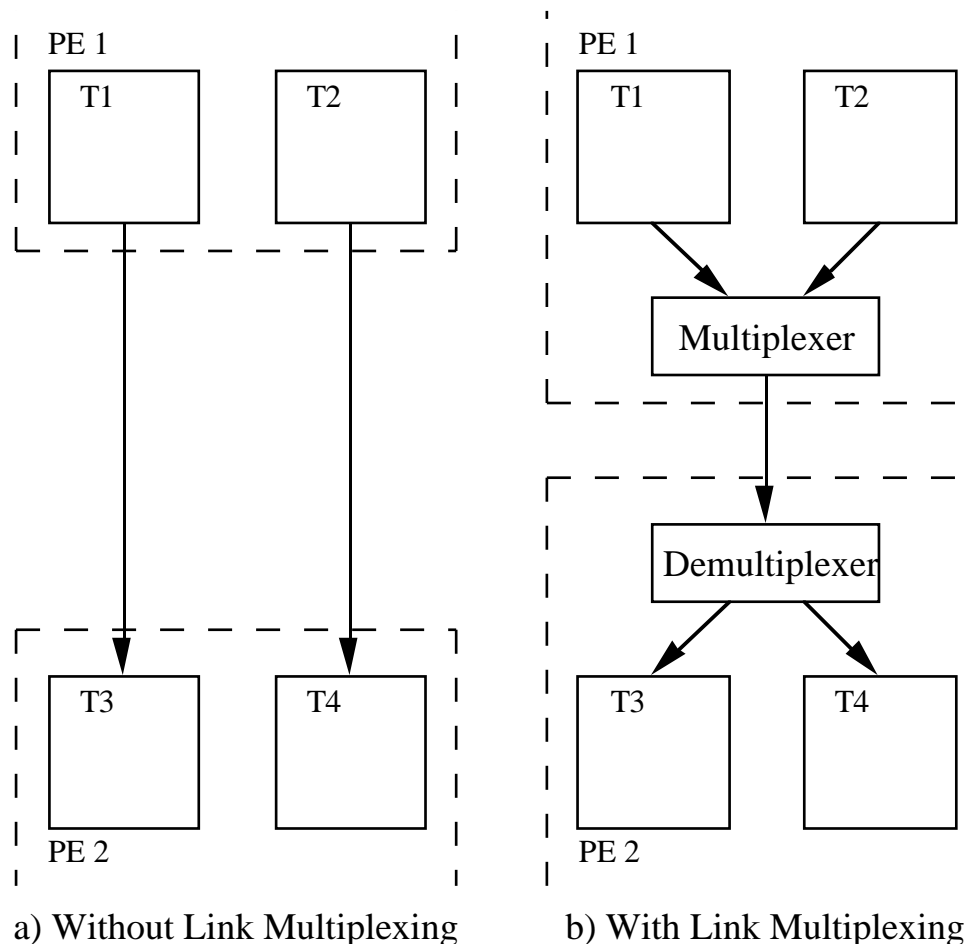 PE 1
T1
T2
T3
T4
PE 2
a) Without Link Multiplexing
PE 1
T1
T2
Multiplexer
Demultiplexer
T3
T4
PE 2
b) With Link Multiplexing